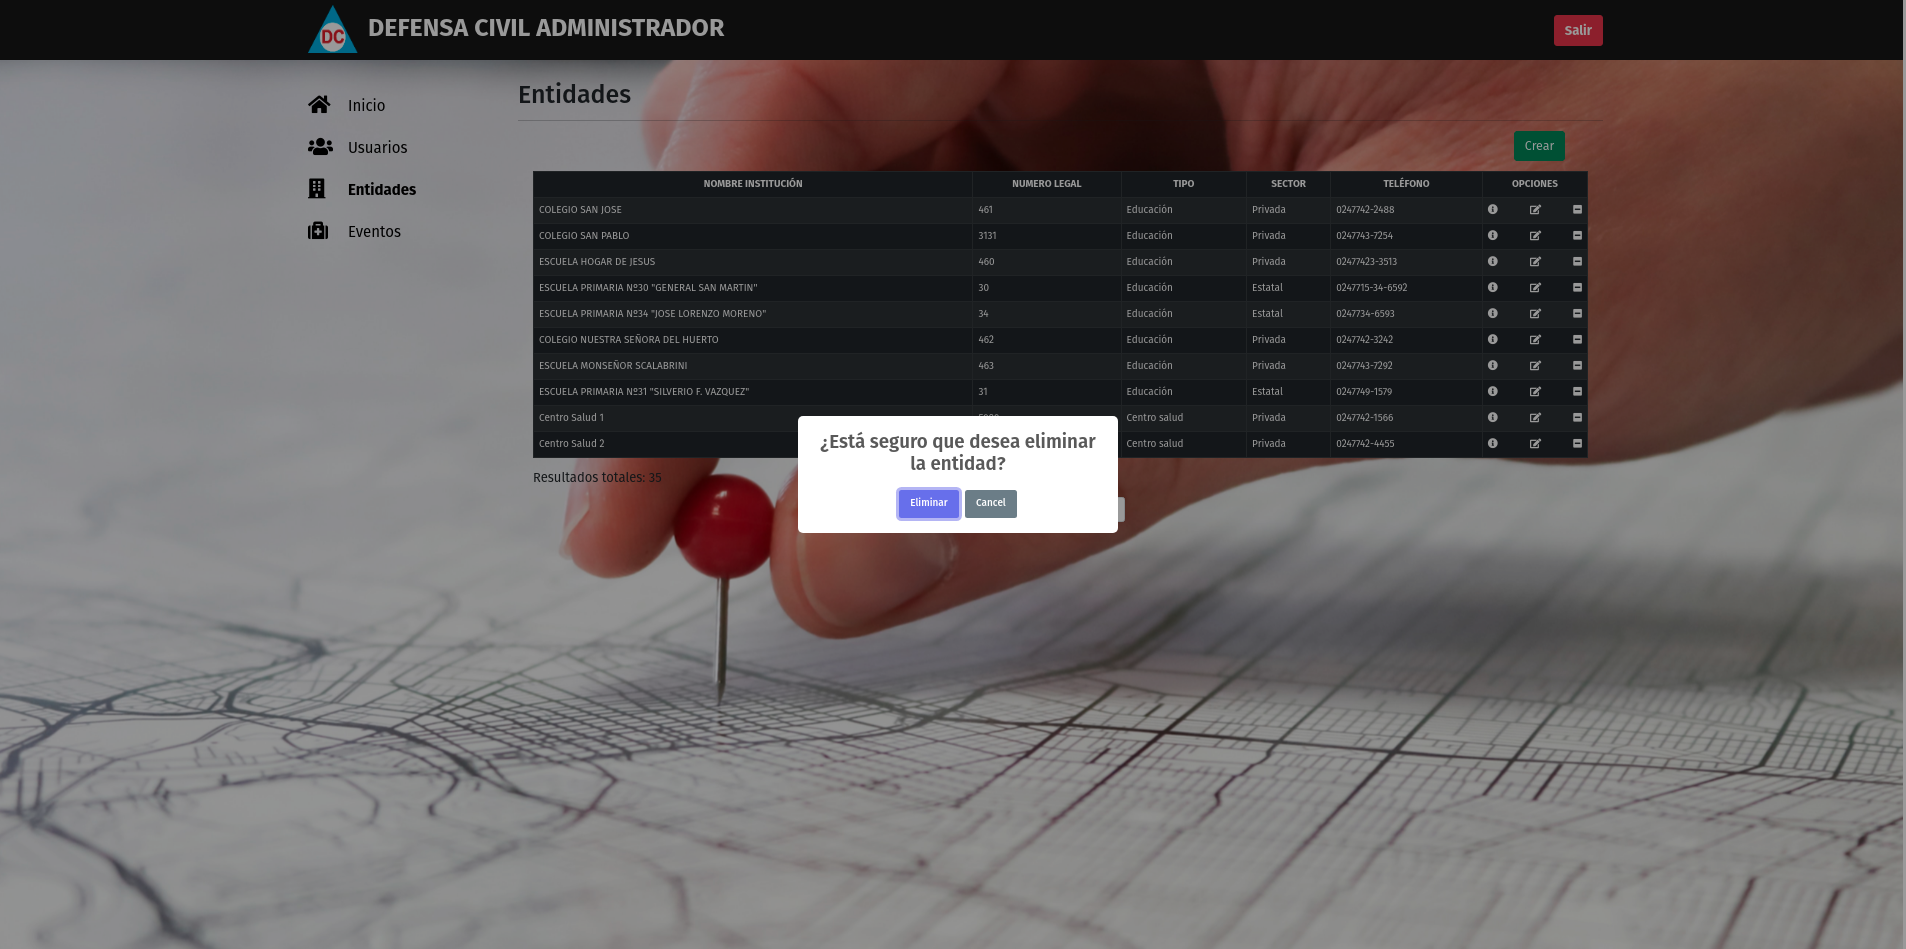 DC DEFENSA CIVIL ADMINISTRADOR Salir
Entidades
Inicio
Usuarios
Entidades
Eventos
Crear
NOMBRE INSTITUCIÓN NUMERO LEGAL TIPO SECTOR TELÉFONO OPCIONES
COLEGIO SAN JOSE 461 Educación Privada 0247742-2488
COLEGIO SAN PABLO 3131 Educación Privada 0247743-7254
ESCUELA HOGAR DE JESUS 460 Educación Privada 02477423-3513
ESCUELA PRIMARIA Nº30 "GENERAL SAN MARTIN" 30 Educación Estatal 0247715-34-6592
ESCUELA PRIMARIA Nº34 "JOSE LORENZO MORENO" 34 Educación Estatal 0247734-6593
COLEGIO NUESTRA SEÑORA DEL HUERTO 462 Educación Privada 024742-3242
ESCUELA MONSEÑOR SCALABRINI 463 Educación Privada 0247743-7292
ESCUELA PRIMARIA Nº31 "SILVERIO F. VAZQUEZ" 31 Educación Estatal 0247749-1579
Centro Salud 1 Centro salud Privada 0247742-1566
Centro Salud 2 Centro salud Privada 0247742-4455
Resultados totales: 35
¿Está seguro que desea eliminar
la entidad?
Eliminar Cancel